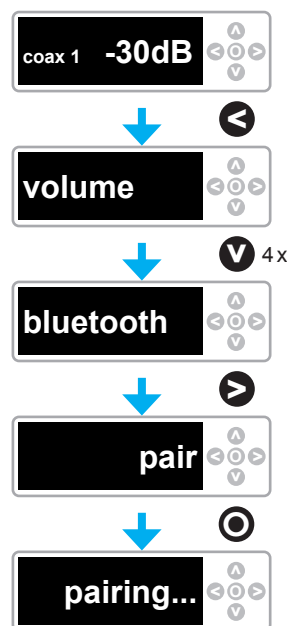 coax 1 -30dB
volume
4 x
bluetooth
pair
pairing...